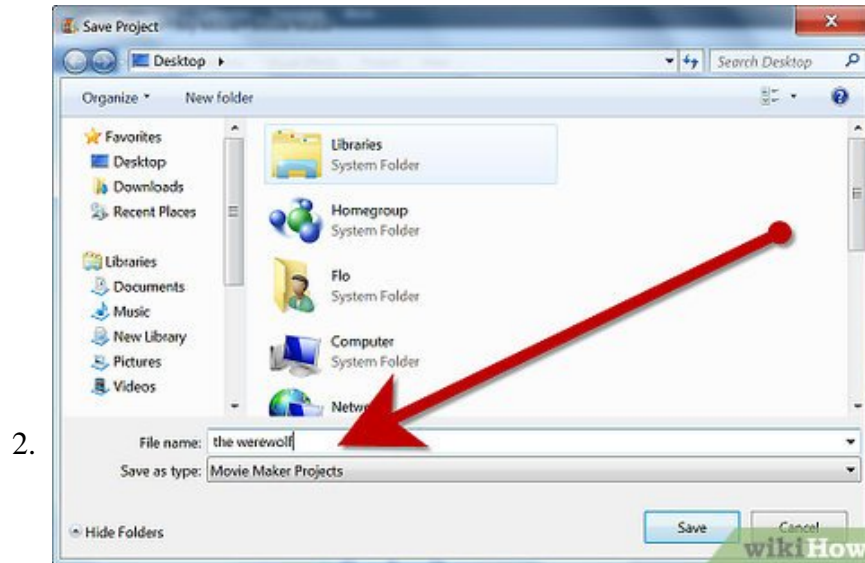 Save Project
Desktop
Search Desktop
Organize
New folder
Favorites
Desktop
Downloads
Recent Places
Libraries
Documents
Music
New Library
Pictures
Videos
Libraries
System Folder
Homegroup
System Folder
Flo
System Folder
Computer
System Folder
2.
File name: the werewolf
Save as type: Movie Maker Projects
Hide Folders
Save
Cancel
wikiHow